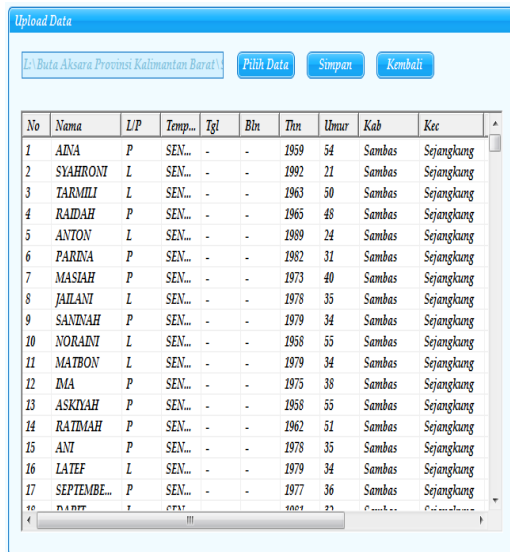 Upload Data
L:\Buta Aksara Provinsi Kalimantan Barat\ Pilih Data Simpan Kembali
No Nama L/P Temp... Tgl Bln Thn Umur Kab Kec
1 AINA P SEN... - - 1959 54 Sambas Sejangkung
2 SYAHRONI L SEN... - - 1992 21 Sambas Sejangkung
3 TARMILI L SEN... - - 1963 50 Sambas Sejangkung
4 RAIDAH P SEN... - - 1965 48 Sambas Sejangkung
5 ANTON L SEN... - - 1989 24 Sambas Sejangkung
6 PARINA P SEN... - - 1982 31 Sambas Sejangkung
7 MASIAH P SEN... - - 1973 40 Sambas Sejangkung
8 JAILANI L SEN... - - 1978 35 Sambas Sejangkung
9 SANINAH P SEN... - - 1979 34 Sambas Sejangkung
10 NORAINI L SEN... - - 1958 55 Sambas Sejangkung
11 MATBON L SEN... - - 1979 34 Sambas Sejangkung
12 IMA P SEN... - - 1975 38 Sambas Sejangkung
13 ASKIYAH P SEN... - - 1958 55 Sambas Sejangkung
14 RATIMAH P SEN... - - 1962 51 Sambas Sejangkung
15 ANI P SEN... - - 1978 35 Sambas Sejangkung
16 LATEF L SEN... - - 1979 34 Sambas Sejangkung
17 SEPTEMBE... P SEN... - - 1977 36 Sambas Sejangkung